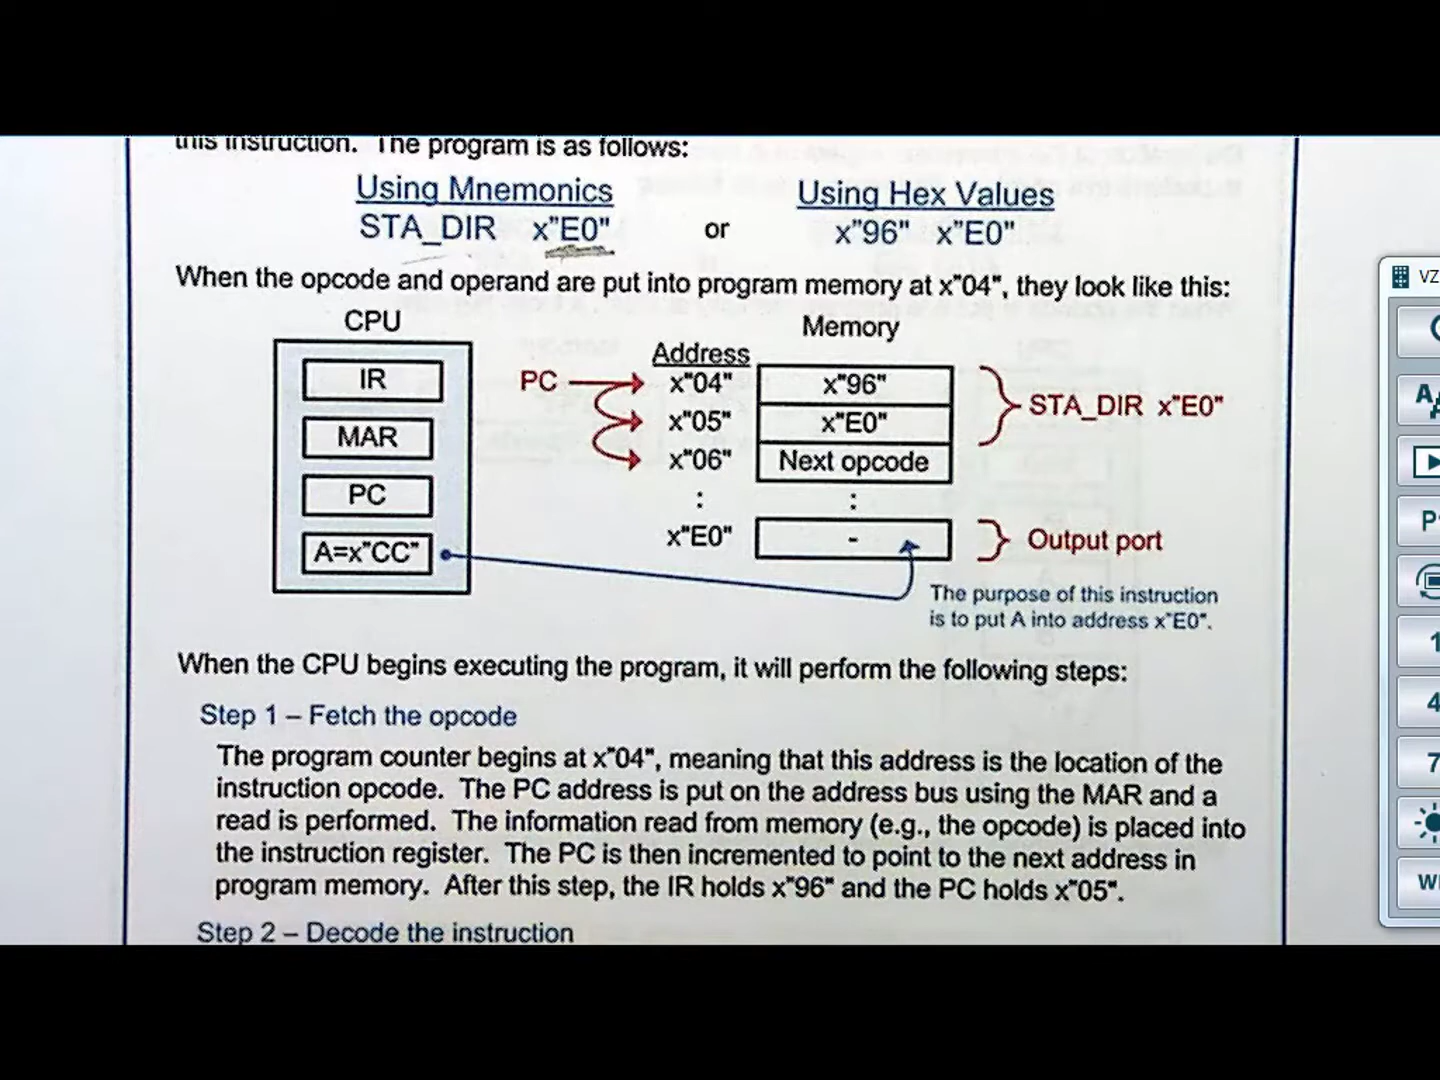 this instruction. The program is as follows:
Using Mnemonics
Using Hex Values
STA_DIR x"E0" or x"96" x"E0"
When the opcode and operand are put into program memory at x"04", they look like this:
CPU
Memory
Address
IR
PC
x"04"
x"96"
STA_DIR x"E0"
MAR
x"05"
x"E0"
x"06"
Next opcode
PC
:
:
A=x"CC"
x"E0"
-
Output port
The purpose of this instruction
is to put A into address x"E0".
When the CPU begins executing the program, it will perform the following steps:
Step 1 – Fetch the opcode
The program counter begins at x"04", meaning that this address is the location of the
instruction opcode. The PC address is put on the address bus using the MAR and a
read is performed. The information read from memory (e.g., the opcode) is placed into
the instruction register. The PC is then incremented to point to the next address in
program memory. After this step, the IR holds x"96" and the PC holds x"05".
Step 2 – Decode the instruction
VZ
1
4
7